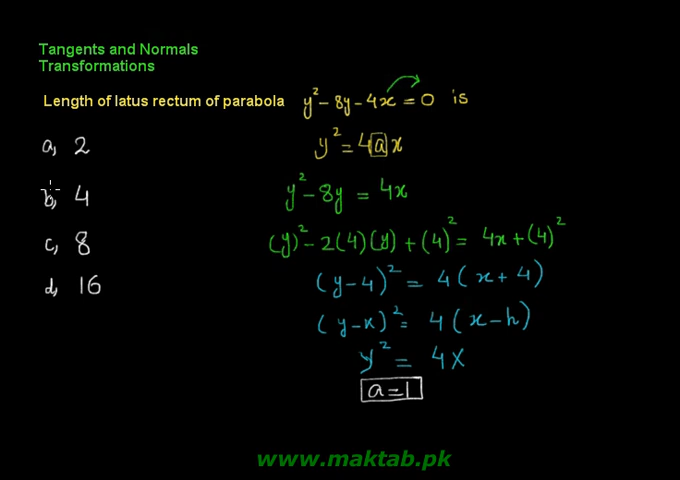 Tangents and Normals
Transformations
Length of latus rectum of parabola y² - 8y - 4x = 0 is
y² = 4ax
a, 2
b, 4
c, 8
d, 16
y² - 8y = 4x
(y)² - 2(4)(y) + (4)² = 4x + (4)²
(y - 4)² = 4(x + 4)
(y - k)² = 4(x - h)
Y² = 4X
a = 1
www.maktab.pk